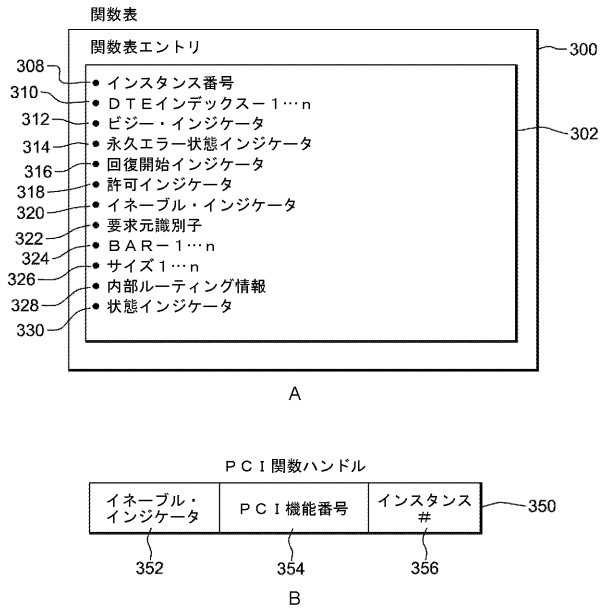 関数表
関数表エントリ
300
308
● インスタンス番号
310
● DTEインデックス－1…n
302
312
● ビジー・インジケータ
314
● 永久エラー状態インジケータ
316
● 回復開始インジケータ
318
● 許可インジケータ
320
● イネーブル・インジケータ
322
● 要求元識別子
324
● BAR－1…n
326
● サイズ1…n
328
● 内部ルーティング情報
330
● 状態インジケータ
A
PCI関数ハンドル
イネーブル・
インジケータ
PCI機能番号
インスタンス
#
350
352
354
356
B